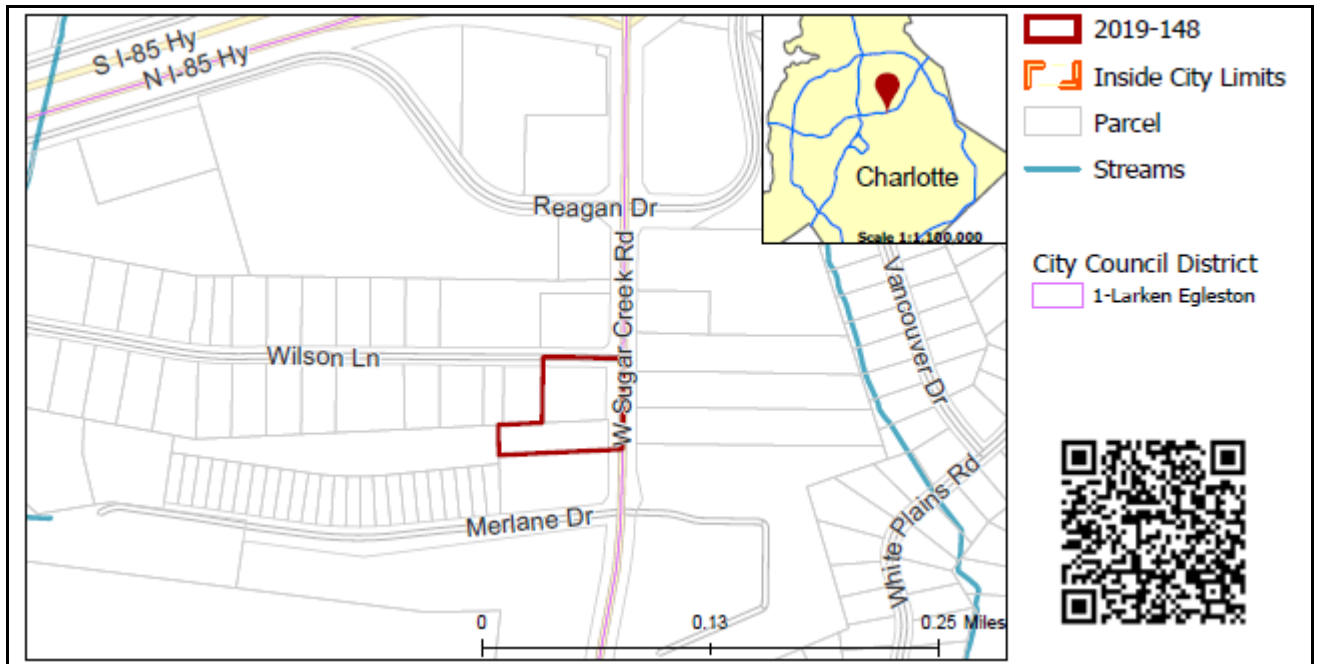 S I-85 Hy
N I-85 Hy
Reagan Dr
W Sugar Creek Rd
Wilson Ln
Merlane Dr
Vancouver Dr
White Plains Rd
0 0.13 0.25 Miles
Charlotte
Scale 1:1,100,000
2019-148
Inside City Limits
Parcel
Streams
City Council District
1-Larken Egleston